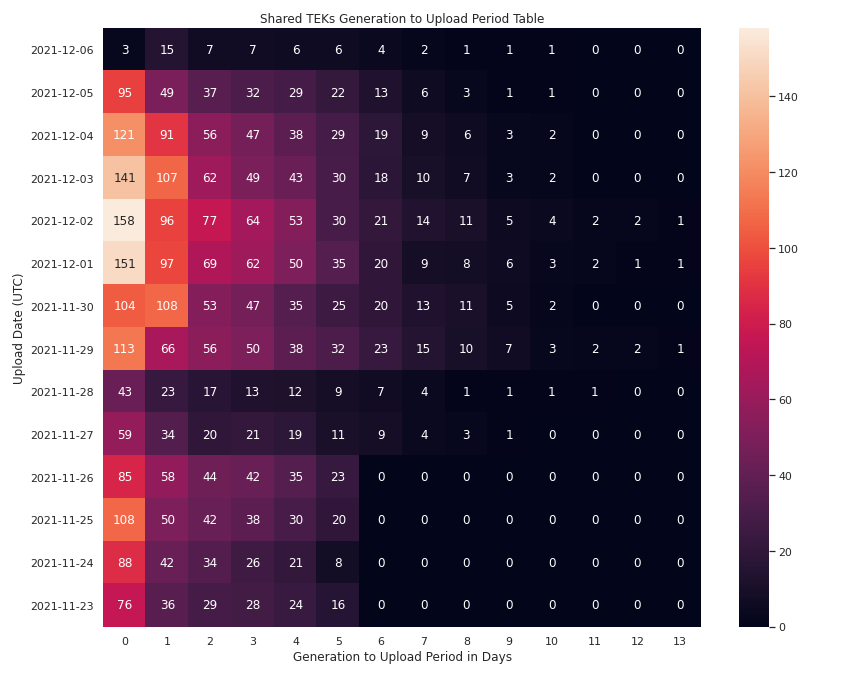 Shared TEKs Generation to Upload Period Table
Upload Date (UTC)
2021-12-06 3 15 7 7 6 6 4 2 1 1 1 0 0 0
2021-12-05 95 49 37 32 29 22 13 6 3 1 1 0 0 0
2021-12-04 121 91 56 47 38 29 19 9 6 3 2 0 0 0
2021-12-03 141 107 62 49 43 30 18 10 7 3 2 0 0 0
2021-12-02 158 96 77 64 53 30 21 14 11 5 4 2 2 1
2021-12-01 151 97 69 62 50 35 20 9 8 6 3 2 1 1
2021-11-30 104 108 53 47 35 25 20 13 11 5 2 0 0 0
2021-11-29 113 66 56 50 38 32 23 15 10 7 3 2 2 1
2021-11-28 43 23 17 13 12 9 7 4 1 1 1 1 0 0
2021-11-27 59 34 20 21 19 11 9 4 3 1 0 0 0 0
2021-11-26 85 58 44 42 35 23 0 0 0 0 0 0 0 0
2021-11-25 108 50 42 38 30 20 0 0 0 0 0 0 0 0
2021-11-24 88 42 34 26 21 8 0 0 0 0 0 0 0 0
2021-11-23 76 36 29 28 24 16 0 0 0 0 0 0 0 0
0 1 2 3 4 5 6 7 8 9 10 11 12 13
Generation to Upload Period in Days
140
120
100
80
60
40
20
0